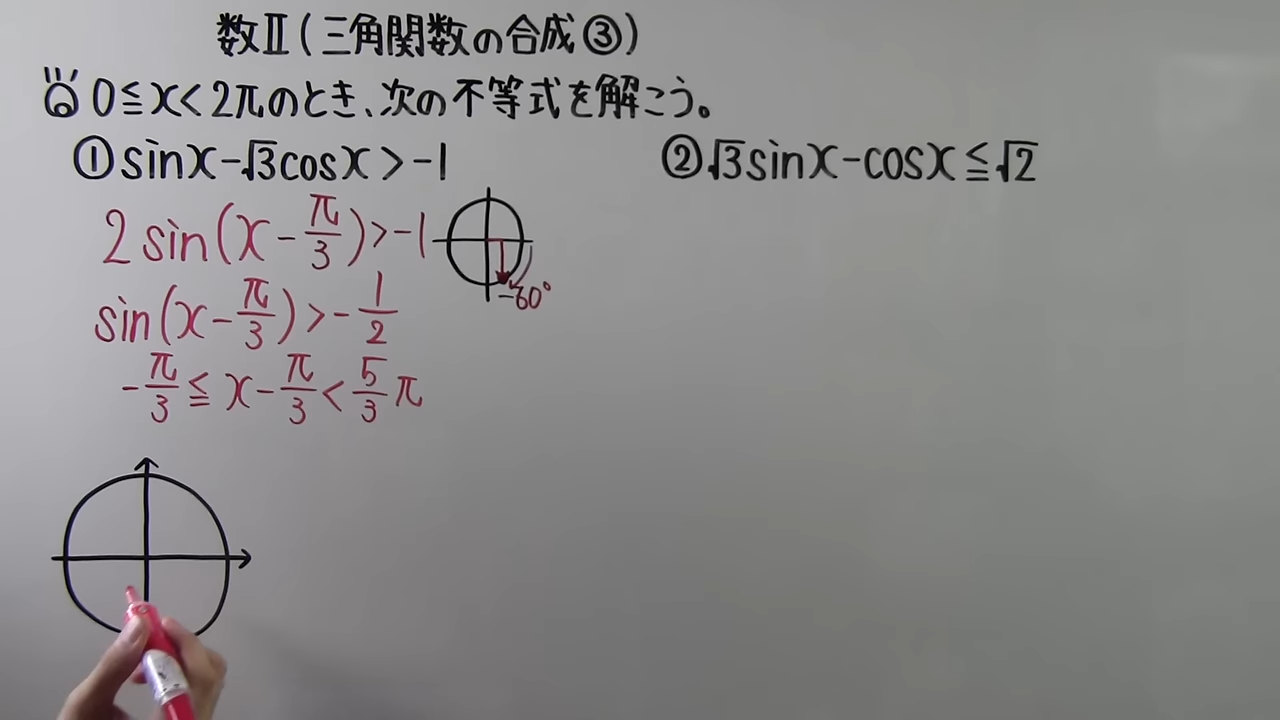 数Ⅱ(三角関数の合成③)
0≦x<2πのとき、次の不等式を解こう。
①sinx-√3cosx>-1
2sin(x-π/3)>-1
-60°
sin(x-π/3)>-1/2
-π/3≦x-π/3<5/3π
②√3sinx-cosx≦√2